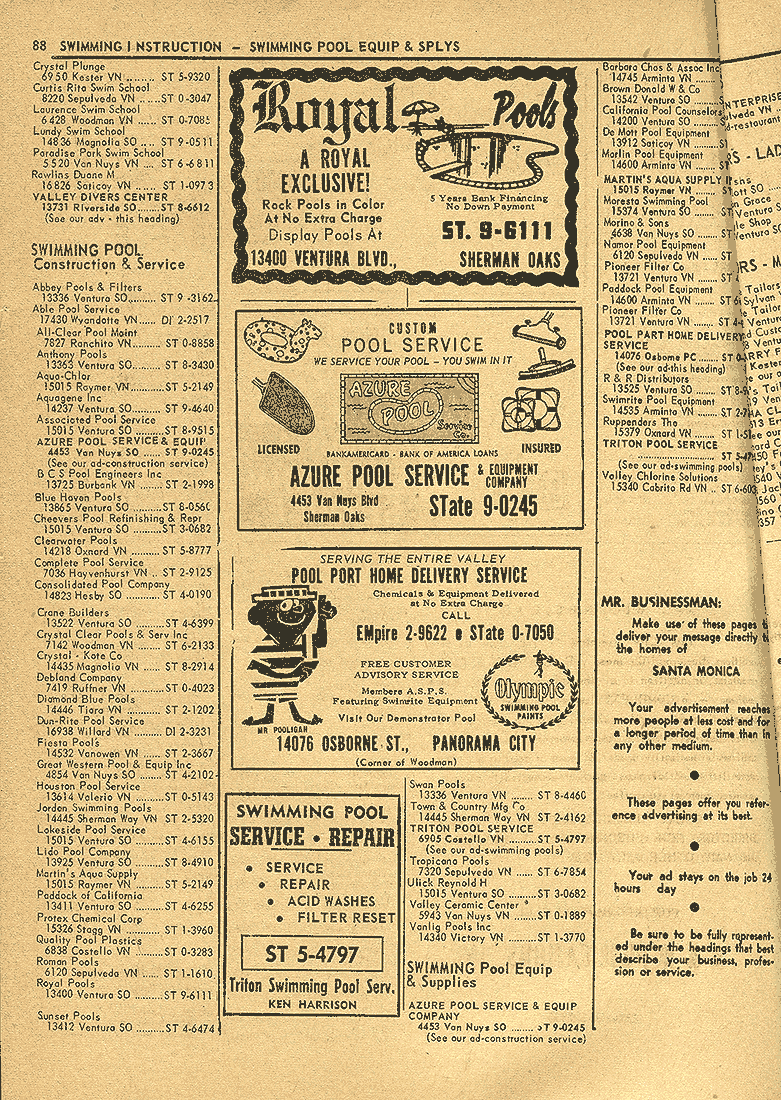 88 SWIMMING INSTRUCTION – SWIMMING POOL EQUIP & SPLYS
Crystal Plunge
6950 Kester VN ........ ST 5-9320
Curtis Rita Swim School
8220 Sepulveda VN ..... ST 0-3047
Laurence Swim School
6428 Woodman VN .. ST 0-7085
Lundy Swim School
14836 Magnolia SO .... ST 9-0511
Paradise Park Swim School
5520 Van Nuys VN .... ST 6-6811
Rawlins Duane M
16826 Saticoy VN ...... ST 1-0973
VALLEY DIVERS CENTER
13731 Riverside SO......ST 8-6612
(See our adv - this heading)
SWIMMING POOL
Construction & Service
Abbey Pools & Filters
13336 Ventura SO..... ST 9-3162
Able Pool Service
17430 Wyandotte VN ...... DI 2-2517
All-Clear Pool Maint
7827 Ranchito VN ...... ST 0-8858
Anthony Pools
13363 Ventura SO...... ST 8-3430
Aqua-Chlor
15015 Raymer VN...... ST 5-2149
Aquagene Inc
14237 Ventura SO ...... ST 9-4640
Associated Pool Service
15015 Ventura SO ...... ST 8-9515
AZURE POOL SERVICE & EQUIP
4453 Van Nuys SO ...... ST 9-0245
(See our ad-construction service)
B C S Pool Engineers Inc
13725 Burbank VN ...... ST 2-1998
Blue Haven Pools
13865 Ventura SO ...... ST 8-0560
Cheevers Pool Refinishing & Repr
15015 Ventura SO ...... ST 3-0682
Clearwater Pools
14218 Oxnard VN ......... ST 5-8777
Complete Pool Service
7036 Hayvenhurst VN .. ST 2-9125
Consolidated Pool Company
14823 Hesby SO ............ ST 4-0190
Crane Builders
13522 Ventura SO ......... ST 4-6399
Crystal Clear Pools & Serv Inc
7142 Woodman VN ...... ST 6-2133
Crystal - Kote Co
14435 Magnolia VN ..... ST 8-2914
Debland Company
7419 Ruffner VN ......... ST 0-4023
Diamond Blue Pools
14446 Tiara VN ......... ST 2-1202
Dun-Rite Pool Service
16938 Willard VN ...... DI 2-3231
Fiesta Pool's
14532 Vanowen VN ...... ST 2-3667
Great Western Pool & Equip Inc
4854 Van Nuys SO ..... ST 4-2102
Houston Pool Service
13614 Valerio VN ......... ST 0-5143
Jordon Swimming Pools
14445 Sherman Way VN ST 2-5320
Lakeside Pool Service
15015 Ventura SO ......... ST 4-6155
Lido Pool Company
13925 Ventura SO ......... ST 8-4910
Martin's Aqua Supply
15015 Raymer VN ......... ST 5-2149
Paddock of California
13411 Ventura SO ......... ST 4-6255
Protex Chemical Corp
15326 Stagg VN ......... ST 1-3960
Quality Pool Plastics
6838 Costello VN ......... ST 0-3283
Roman Pools
6120 Sepulveda VN ...... ST 1-1610
Royal Pools
13400 Ventura SO ...... ST 9-6111
Sunset Pools
13412 Ventura SO .........ST 4-6474
Royal Pools
A ROYAL
EXCLUSIVE!
Rock Pools in Color
At No Extra Charge
Display Pools At
5 Years Bank Financing
No Down Payment
ST. 9-6111
13400 VENTURA BLVD., SHERMAN OAKS
CUSTOM
POOL SERVICE
WE SERVICE YOUR POOL – YOU SWIM IN IT
AZURE
POOL
Service
Co.
LICENSED
INSURED
BANKAMERICARD - BANK OF AMERICA LOANS
AZURE POOL SERVICE & EQUIPMENT COMPANY
4453 Van Nuys Blvd
Sherman Oaks
STate 9-0245
SERVING THE ENTIRE VALLEY
POOL PORT HOME DELIVERY SERVICE
Chemicals & Equipment Delivered
at No Extra Charge
CALL
EMpire 2-9622 • STate 0-7050
FREE CUSTOMER
ADVISORY SERVICE
Members A.S.P.S.
Featuring Swimrite Equipment
Visit Our Demonstrator Pool
Olympic
SWIMMING POOL
PAINTS
MR POOLIGAN
14076 OSBORNE ST., PANORAMA CITY
(Corner of Woodman)
SWIMMING POOL
SERVICE • REPAIR
• SERVICE
• REPAIR
• ACID WASHES
• FILTER RESET
ST 5-4797
Triton Swimming Pool Serv.
KEN HARRISON
Swan Pools
13336 Ventura VN ...... ST 8-4460
Town & Country Mfg Co
14445 Sherman Way VN ST 2-4162
TRITON POOL SERVICE
6905 Costello VN ........ ST 5-4797
(See our ad-swimming pools)
Tropicana Pools
7320 Sepulveda VN ...... ST 6-7854
Ulick Reynold H
15015 Ventura SO ......... ST 3-0682
Valley Ceramic Center
5943 Van Nuys VN ...... ST 0-1889
Vanlig Pools Inc
14340 Victory VN .........ST 1-3770
SWIMMING Pool Equip
& Supplies
AZURE POOL SERVICE & EQUIP
COMPANY
4453 Van Nuys SO ........ ST 9-0245
(See our ad-construction service)
Barbara Chas & Assoc Inc
14745 Arminta VN
Brown Donald W & Co
13542 Ventura SO
California Pool Counselors
14200 Ventura SO
De Mott Pool Equipment
13912 Saticoy VN
Marlin Pool Equipment
14600 Arminta VN
MARTIN'S AQUA SUPPLY
15015 Raymer VN
Moresta Swimming Pool
15374 Ventura SO
Morino & Sons
4638 Van Nuys SO
Namor Pool Equipment
6120 Sepulveda VN
Pioneer Filter Co
13721 Ventura VN
Paddock Pool Equipment
14600 Arminta VN
Pioneer Filter Co
13721 Ventura VN
POOL PART HOME DELIVERY
SERVICE
14076 Osborne PC
(See our ad-this heading)
R & R Distributors
13525 Ventura SO
Swimrite Pool Equipment
14535 Arminta VN
Ruppenders The
15379 Oxnard VN
TRITON POOL SERVICE
(See our ad-swimming pools)
Valley Chlorine Solutions
15340 Cabrito Rd VN
MR. BUSINESSMAN:
Make use of these pages
deliver your message directly
the homes of
SANTA MONICA
Your advertisement reaches
more people at less cost and for
a longer period of time than in
any other medium.
•
These pages offer you refer-
ence advertising at its best.
•
Your ad stays on the job 24
hours day
•
Be sure to be fully represent-
ed under the headings that best
describe your business, profes-
sion or service.